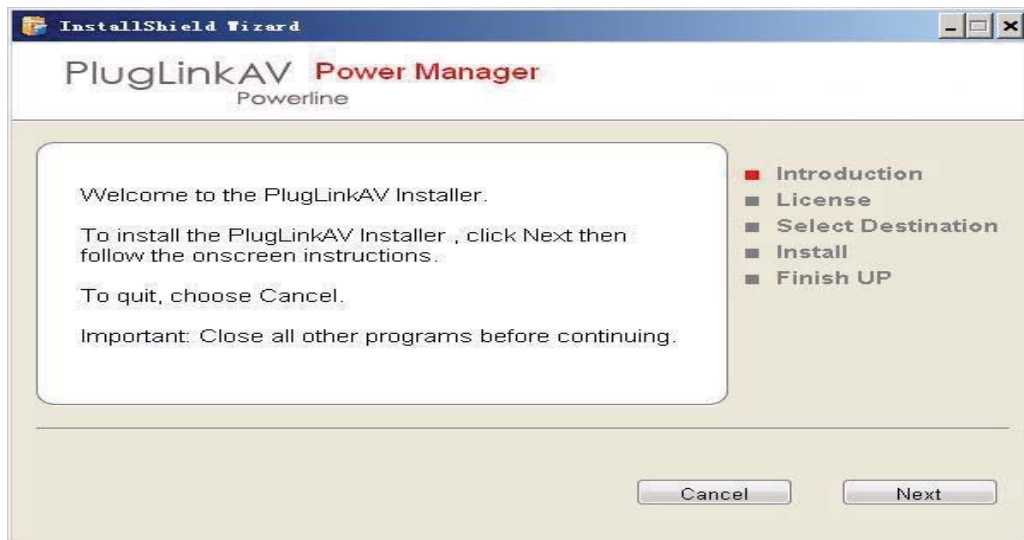 InstallShield Wizard
PlugLinkAV Power Manager
Powerline
Welcome to the PlugLinkAV Installer.
To install the PlugLinkAV Installer , click Next then
follow the onscreen instructions.
To quit, choose Cancel.
Important: Close all other programs before continuing.
Introduction
License
Select Destination
Install
Finish UP
Cancel
Next